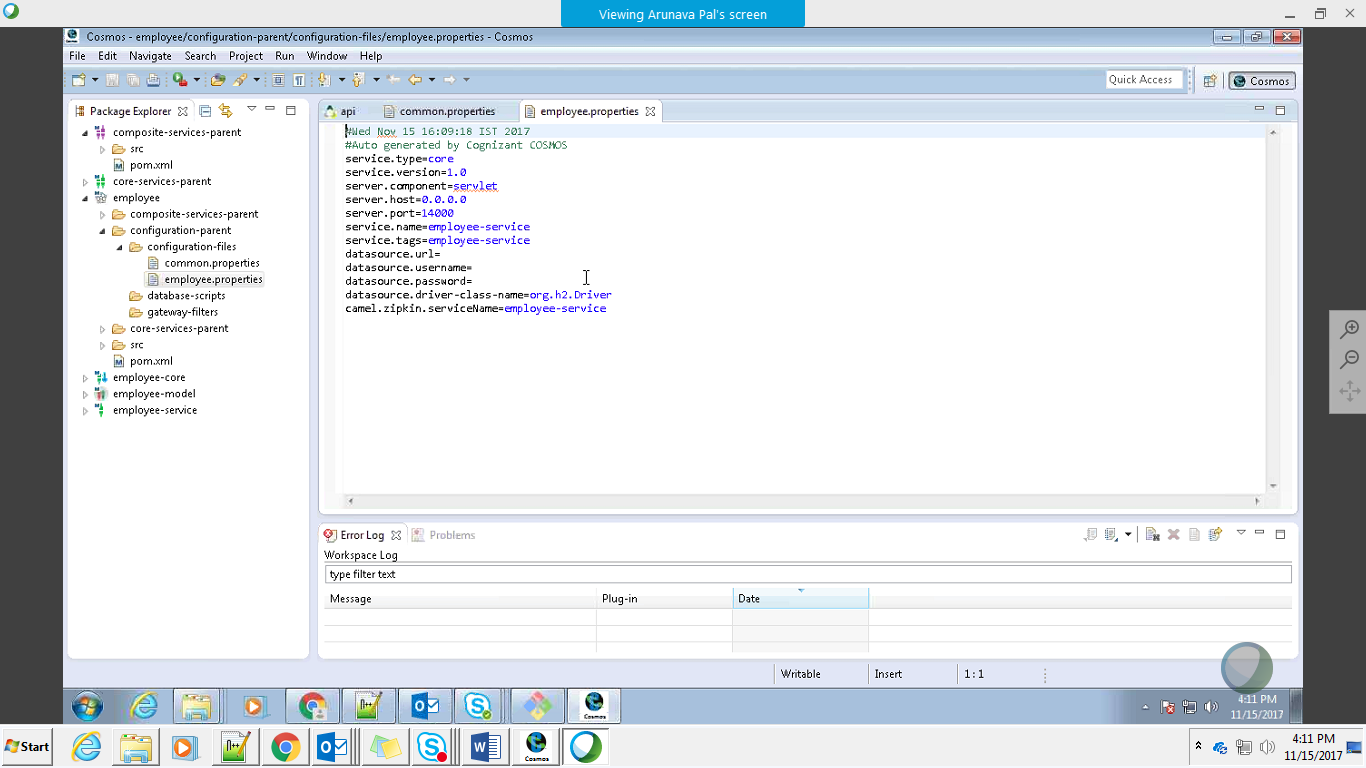 Viewing Arunava Pal's screen
Cosmos - employee/configuration-parent/configuration-files/employee.properties - Cosmos
File Edit Navigate Search Project Run Window Help
Quick Access
Cosmos
Package Explorer
api
common.properties
employee.properties
composite-services-parent
src
pom.xml
core-services-parent
employee
composite-services-parent
configuration-parent
configuration-files
common.properties
employee.properties
database-scripts
gateway-filters
core-services-parent
src
pom.xml
employee-core
employee-model
employee-service
#Wed Nov 15 16:09:18 IST 2017
#Auto generated by Cognizant COSMOS
service.type=core
service.version=1.0
server.component=servlet
server.host=0.0.0.0
server.port=14000
service.name=employee-service
service.tags=employee-service
datasource.url=
datasource.username=
datasource.password=
datasource.driver-class-name=org.h2.Driver
camel.zipkin.serviceName=employee-service
Error Log
Problems
Workspace Log
type filter text
Message Plug-in Date
Writable Insert 1 : 1
Cosmos
4:11 PM
11/15/2017
Start
Cosmos
4:11 PM
11/15/2017